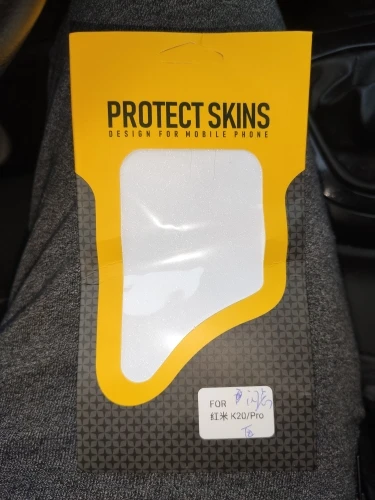 PROTECT SKINS
DESIGN FOR MOBILE PHONE
FOR
红米 K20/Pro